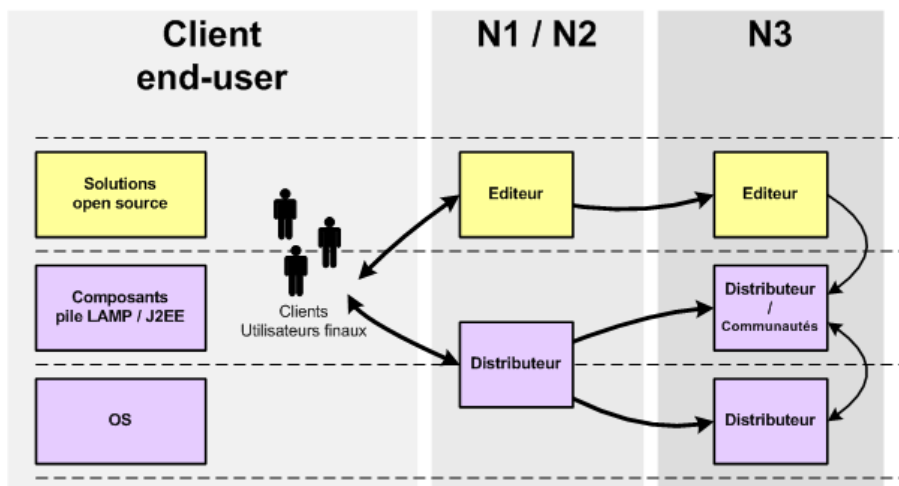 Client
end-user
N1 / N2
N3
Solutions
open source
Editeur
Editeur
Composants
pile LAMP / J2EE
Clients
Utilisateurs finaux
Distributeur
/
Communautés
Distributeur
OS
Distributeur